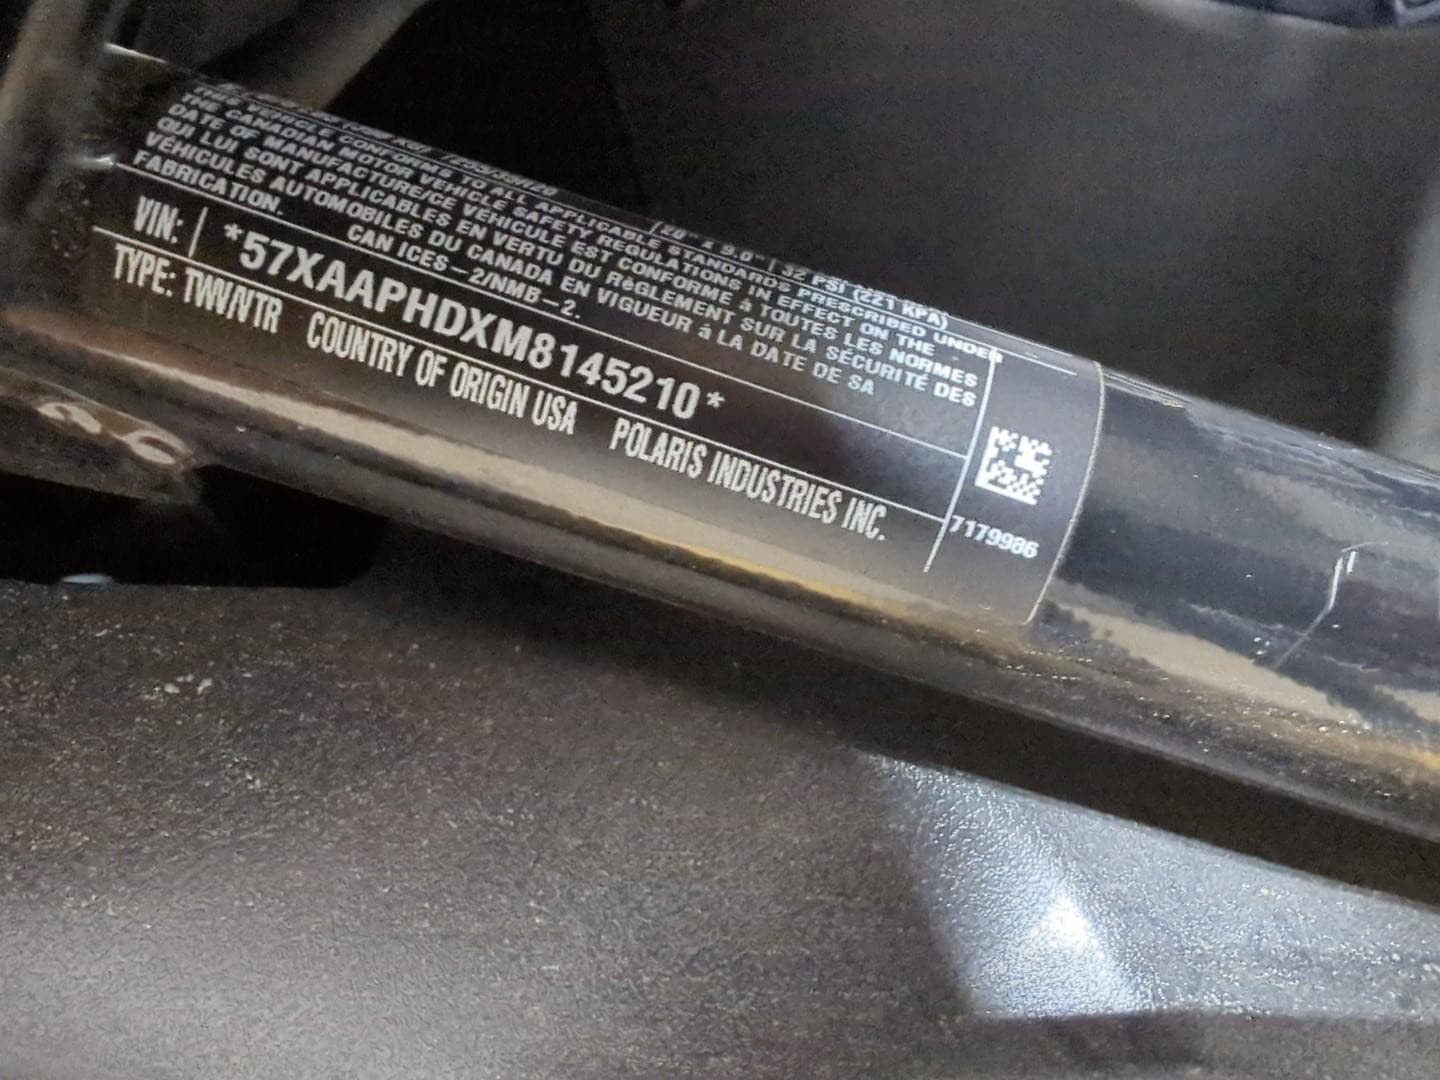 (20" x 9.0" 32 PSI (221 KPA)
THE VEHICLE CONFORMS TO ALL APPLICABLE STANDARDS PRESCRIBED UNDER
THE CANADIAN MOTOR VEHICLE SAFETY REGULATIONS IN EFFECT ON THE
DATE OF MANUFACTURE/CE VÉHICULE EST CONFORME à TOUTES LES NORMES
QUI LUI SONT APPLICABLES EN VERTU DU RèGLEMENT SUR LA SÉCURITÉ DES
VÉHICULES AUTOMOBILES DU CANADA EN VIGUEUR à LA DATE DE SA
FABRICATION. CAN ICES-2/NMB-2.
VIN: *57XAAPHDXM8145210*
TYPE: TWV/VTR COUNTRY OF ORIGIN USA POLARIS INDUSTRIES INC.
7179986